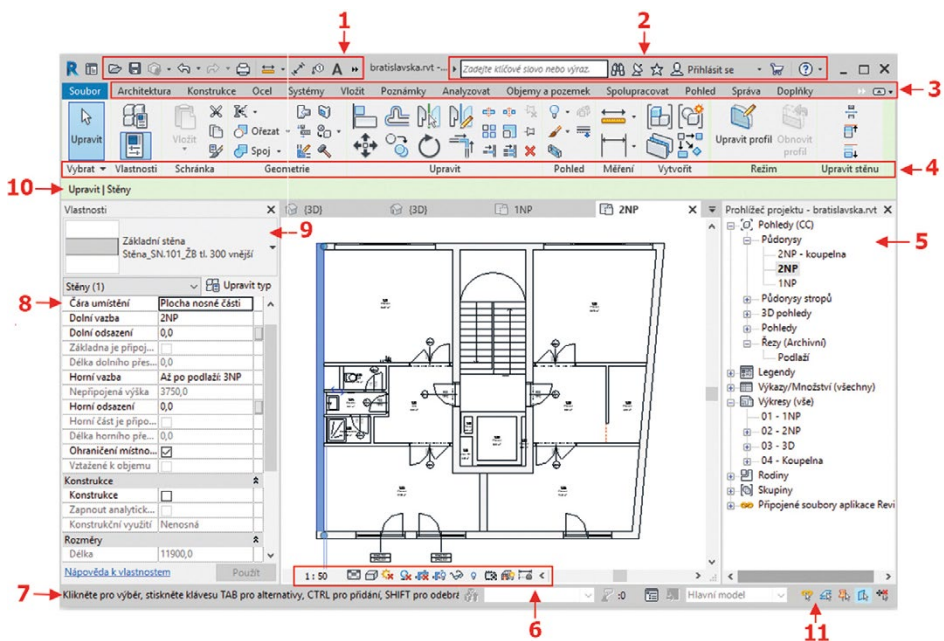 1
2
bratislavska.rvt -...
Zadejte klíčové slovo nebo výraz.
Přihlásit se
3
Soubor Architektura Konstrukce Ocel Systémy Vložit Poznámky Analyzovat Objemy a pozemek Spolupracovat Pohled Správa Doplňky
Upravit
Vložit
Ořezat
Spoj
Upravit profil
Obnovit profil
Vybrat Vlastnosti Schránka Geometrie Upravit Pohled Měření Vytvořit Režim Upravit stěnu
4
10
Upravit | Stěny
Vlastnosti
{3D} {3D} 1NP 2NP
Prohlížeč projektu - bratislavska.rvt
9
5
Základní stěna
Stěna_SN.101_ŽB tl. 300 vnější
Stěny (1)
Upravit typ
8
Čára umístění Plocha nosné části
Dolní vazba 2NP
Dolní odsazení 0,0
Základna je připoj...
Délka dolního přes... 0,0
Horní vazba Až po podlaží: 3NP
Nepřipojená výška 3750,0
Horní odsazení 0,0
Horní část je připo...
Délka horního pře... 0,0
Ohraničení místno...
Vztažené k objemu
Konstrukce
Konstrukce
Zapnout analytick...
Konstrukční využití Nenosná
Rozměry
Délka 11900,0
Nápověda k vlastnostem
Použít
Pohledy (CC)
Půdorysy
2NP - koupelna
2NP
1NP
Půdorysy stropů
3D pohledy
Pohledy
Řezy (Archivní)
Podlaží
Legendy
Výkazy/Množství (všechny)
Výkresy (vše)
01 - 1NP
02 - 2NP
03 - 3D
04 - Koupelna
Rodiny
Skupiny
Připojené soubory aplikace Revi
1 : 50
7
Klikněte pro výběr, stiskněte klávesu TAB pro alternativy, CTRL pro přidání, SHIFT pro odebrá
:0
Hlavní model
6
11